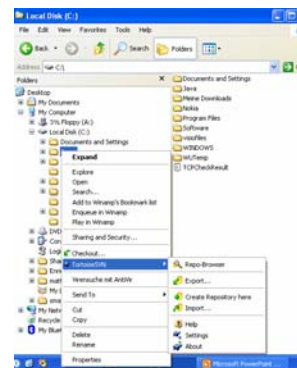 Local Disk (C:)
File Edit View Favorites Tools Help
Back Search Folders
Address C:\
Folders
Desktop
My Documents
My Computer
3½ Floppy (A:)
Local Disk (C:)
Documents and Settings
Expand
Explore
Open
Search...
Add to Winamp's Bookmark list
Enqueue in Winamp
Play in Winamp
Sharing and Security...
Checkout...
TortoiseSVN
Send To
Cut
Copy
Delete
Rename
Properties
Repo-Browser
Export...
Create Repository here
Import...
Help
Settings
About
Documents and Settings
Java
Meine Downloads
Nokia
Program Files
Software
WINDOWS
WUTemp
TCPCheckResult
Microsoft PowerPoint ...